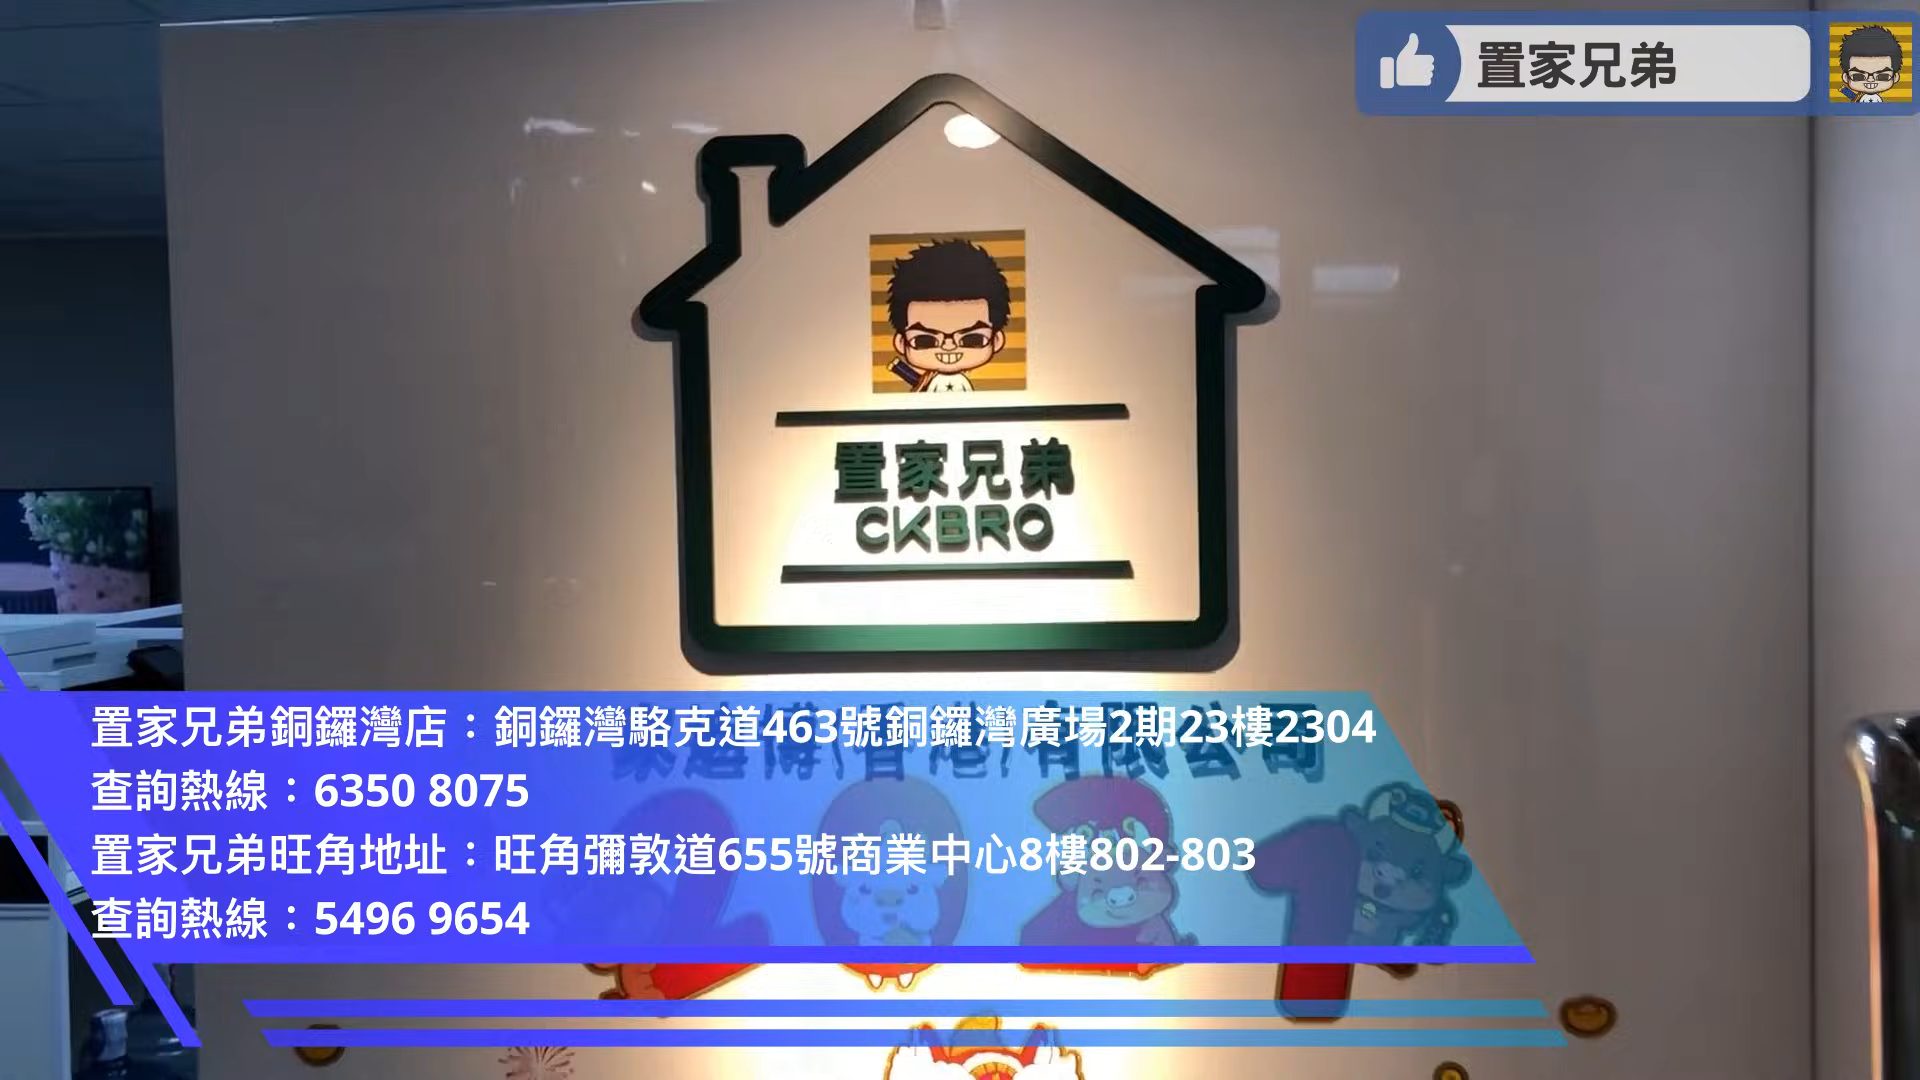 置家兄弟
置家兄弟
CKBRO
置家兄弟銅鑼灣店：銅鑼灣駱克道463號銅鑼灣廣場2期23樓2304
查詢熱線：6350 8075
置家兄弟旺角地址：旺角彌敦道655號商業中心8樓802-803
查詢熱線：5496 9654
2021